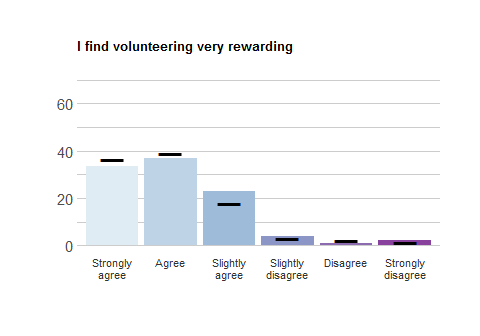 I find volunteering very rewarding
60
40
20
0
Strongly
agree
Agree
Slightly
agree
Slightly
disagree
Disagree
Strongly
disagree